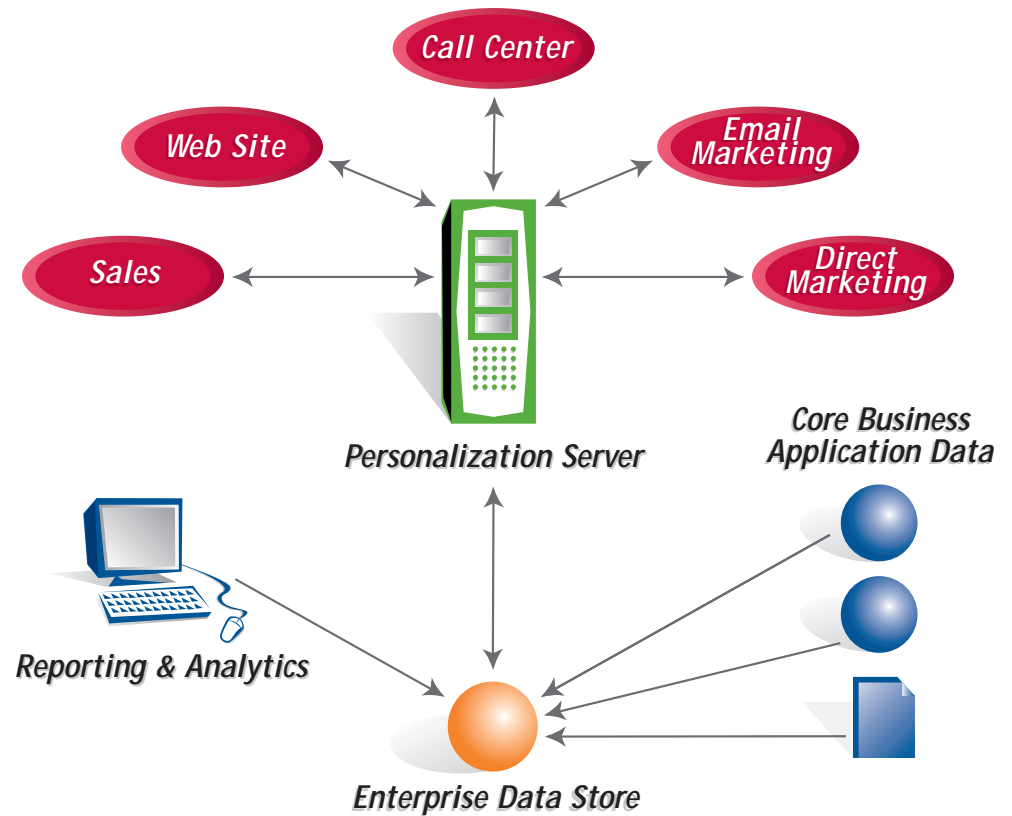 Call Center
Web Site
Email
Marketing
Sales
Direct
Marketing
Personalization Server
Core Business
Application Data
Reporting & Analytics
Enterprise Data Store